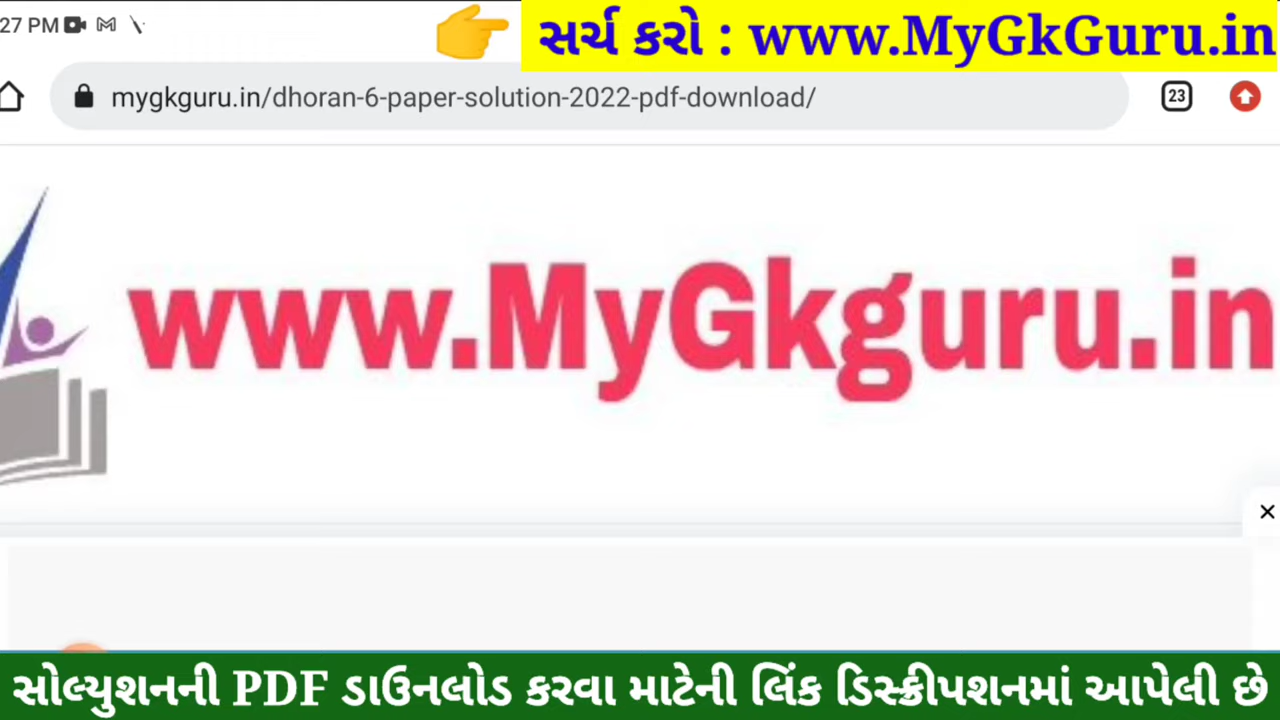 27 PM
સર્ચ કરો : www.MyGkGuru.in
mygkguru.in/dhoran-6-paper-solution-2022-pdf-download/
23
www.MyGkguru.in
સોલ્યુશનની PDF ડાઉનલોડ કરવા માટેની લિંક ડિસ્ક્રીપશનમાં આપેલી છે